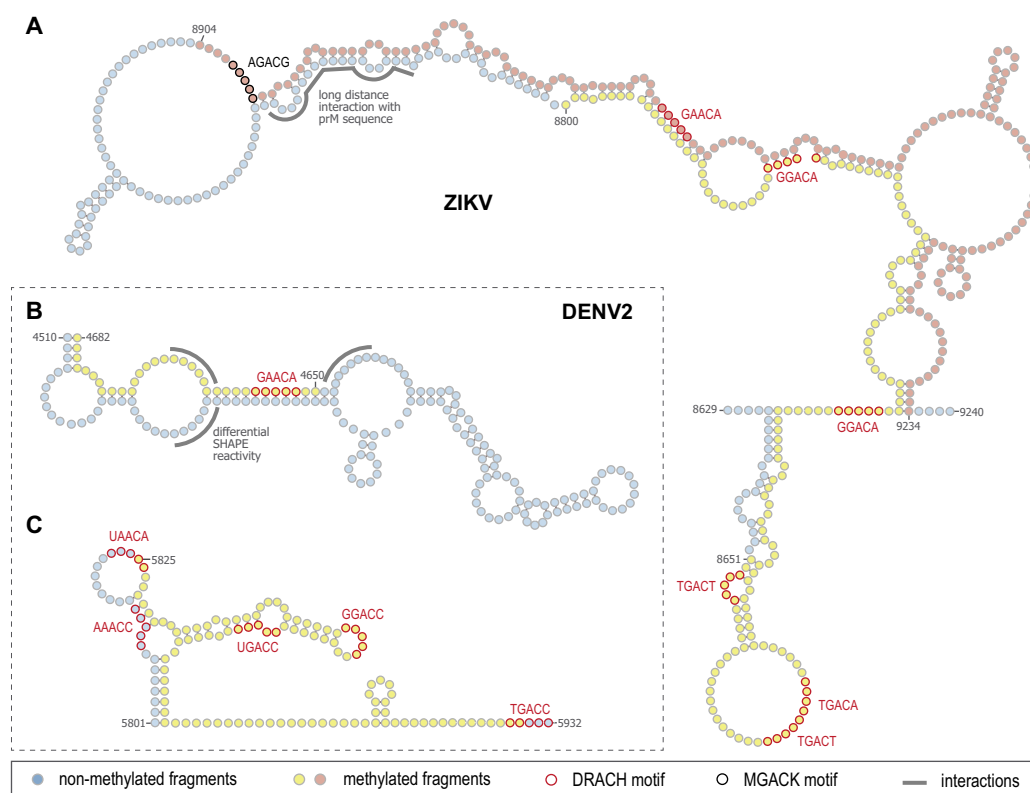 A
8904
AGACG
long distance
interaction with
prM sequence
8800
GAACA
GGACA
ZIKV
B
DENV2
4510
4682
GAACA
4650
differential
SHAPE
reactivity
8629
9240
GGACA
9234
C
UAACA
5825
8651
TGACT
AAACC
GGACC
UGACC
TGACA
TGACC
5801
5932
TGACT
non-methylated fragments
methylated fragments
DRACH motif
MGACK motif
interactions